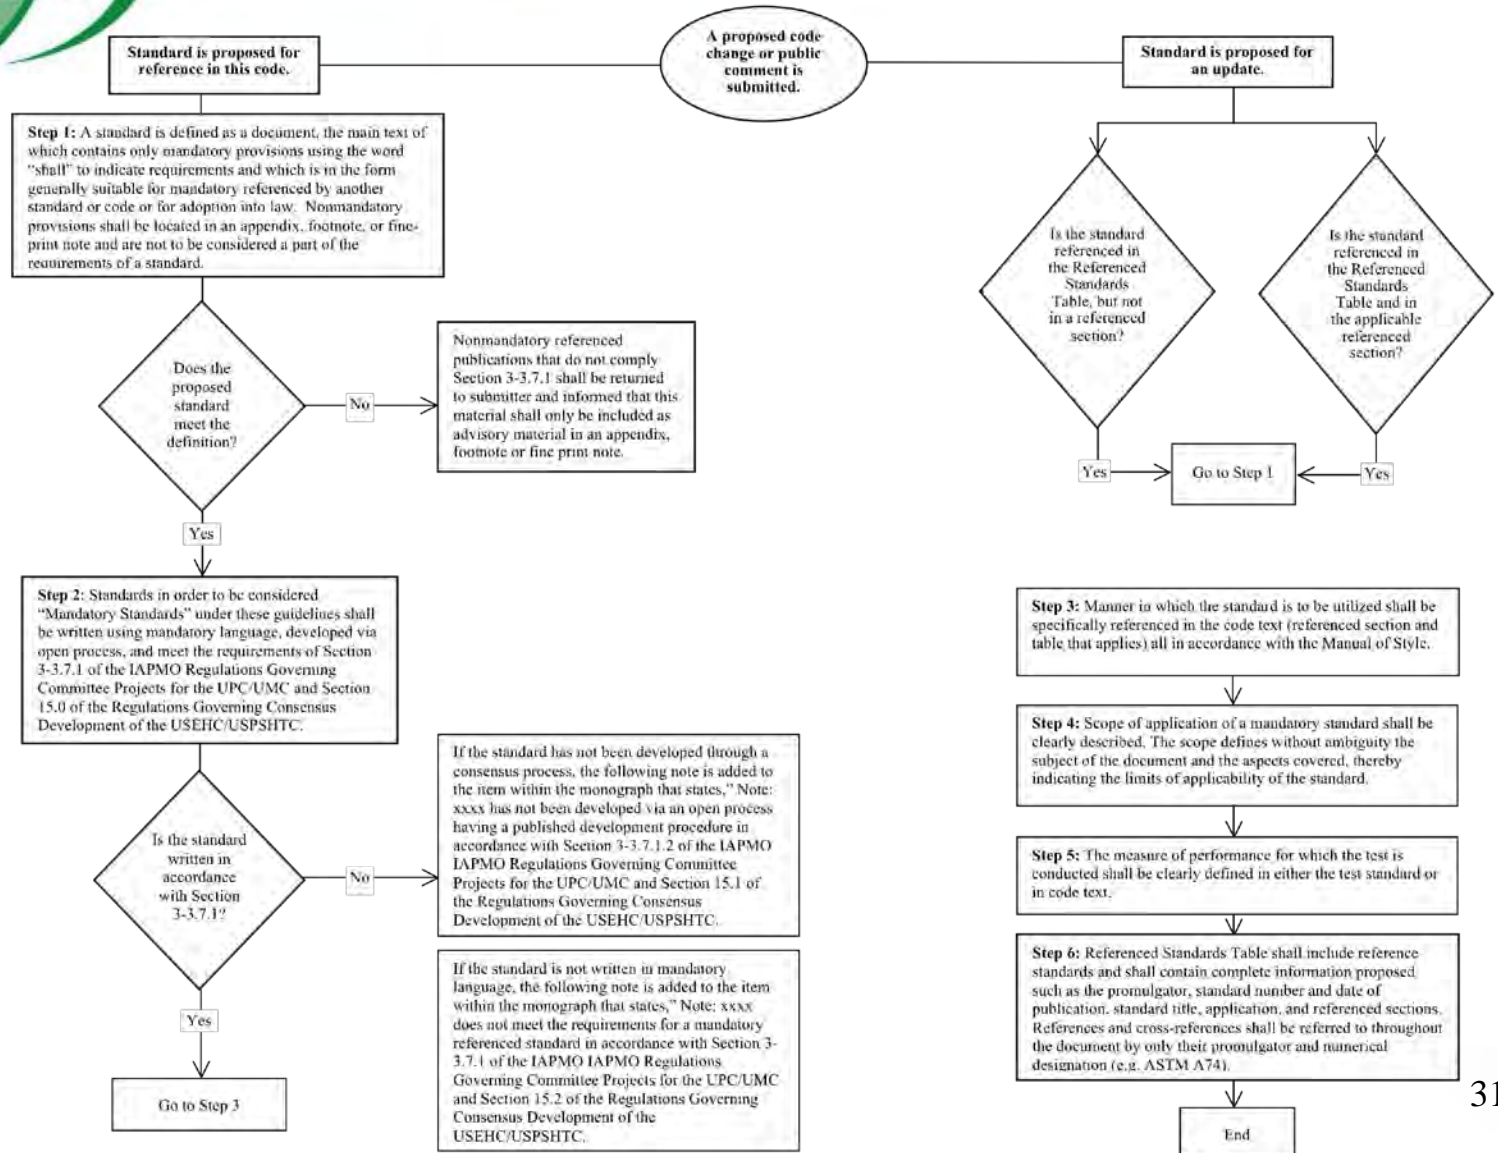 Standard is proposed for
reference in this code.
A proposed code
change or public
comment is
submitted.
Standard is proposed for
an update.
Step 1: A standard is defined as a document, the main text of
which contains only mandatory provisions using the word
“shall” to indicate requirements and which is in the form
generally suitable for mandatory referenced by another
standard or code or for adoption into law. Nonmandatory
provisions shall be located in an appendix, footnote, or fine-
print note and are not to be considered a part of the
requirements of a standard.
Does the
proposed
standard
meet the
definition?
No
Nonmandatory referenced
publications that do not comply
Section 3-3.7.1 shall be returned
to submitter and informed that this
material shall only be included as
advisory material in an appendix,
footnote or fine print note.
Yes
Step 2: Standards in order to be considered
“Mandatory Standards” under these guidelines shall
be written using mandatory language, developed via
open process, and meet the requirements of Section
3-3.7.1 of the IAPMO Regulations Governing
Committee Projects for the UPC/UMC and Section
15.0 of the Regulations Governing Consensus
Development of the USEHC/USPSHTC.
Is the standard
written in
accordance
with Section
3-3.7.1?
No
If the standard has not been developed through a
consensus process, the following note is added to
the item within the monograph that states,” Note:
xxxx has not been developed via an open process
having a published development procedure in
accordance with Section 3-3.7.1.2 of the IAPMO
IAPMO Regulations Governing Committee
Projects for the UPC/UMC and Section 15.1 of
the Regulations Governing Consensus
Development of the USEHC/USPSHTC.
If the standard is not written in mandatory
language, the following note is added to the item
within the monograph that states,” Note: xxxx
does not meet the requirements for a mandatory
referenced standard in accordance with Section 3-
3.7.1 of the IAPMO IAPMO Regulations
Governing Committee Projects for the UPC/UMC
and Section 15.2 of the Regulations Governing
Consensus Development of the
USEHC/USPSHTC.
Yes
Go to Step 3
Is the standard
referenced in
the Referenced
Standards
Table, but not
in a referenced
section?
Is the standard
referenced in
the Referenced
Standards
Table and in
the applicable
referenced
section?
Yes
Go to Step 1
Yes
Step 3: Manner in which the standard is to be utilized shall be
specifically referenced in the code text (referenced section and
table that applies) all in accordance with the Manual of Style.
Step 4: Scope of application of a mandatory standard shall be
clearly described. The scope defines without ambiguity the
subject of the document and the aspects covered, thereby
indicating the limits of applicability of the standard.
Step 5: The measure of performance for which the test is
conducted shall be clearly defined in either the test standard or
in code text.
Step 6: Referenced Standards Table shall include reference
standards and shall contain complete information proposed
such as the promulgator, standard number and date of
publication, standard title, application, and referenced sections.
References and cross-references shall be referred to throughout
the document by only their promulgator and numerical
designation (e.g. ASTM A74).
End
31